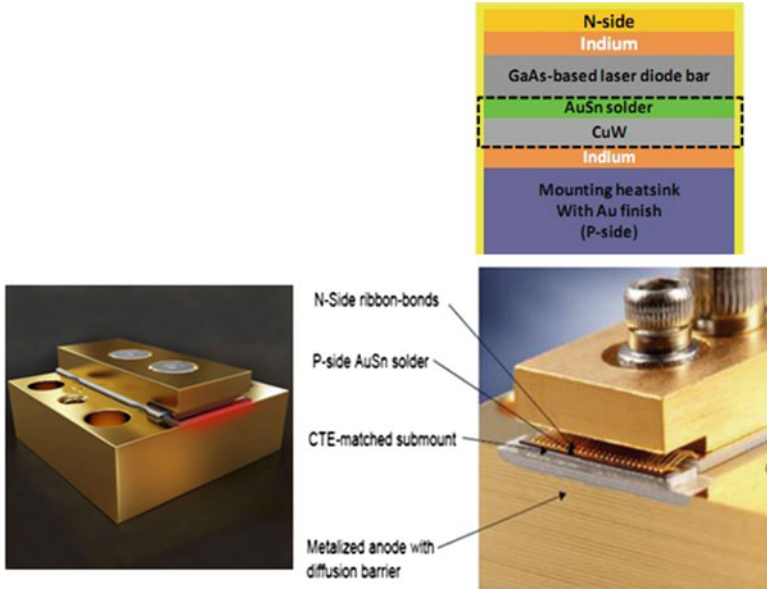 N-side
Indium
GaAs-based laser diode bar
AuSn solder
CuW
Indium
Mounting heatsink
With Au finish
(P-side)
N-Side ribbon-bonds
P-side AuSn solder
CTE-matched submount
Metalized anode with
diffusion barrier